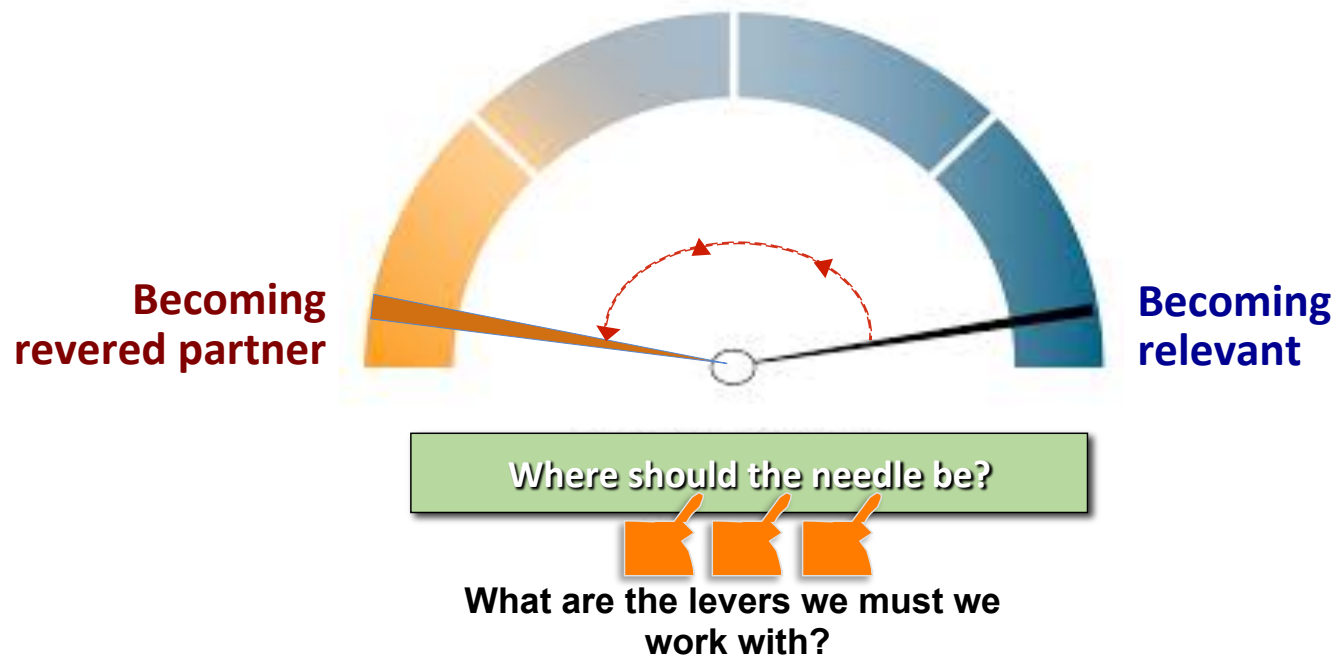 Becoming
revered partner
Becoming
relevant
Where should the needle be?
What are the levers we must we
work with?